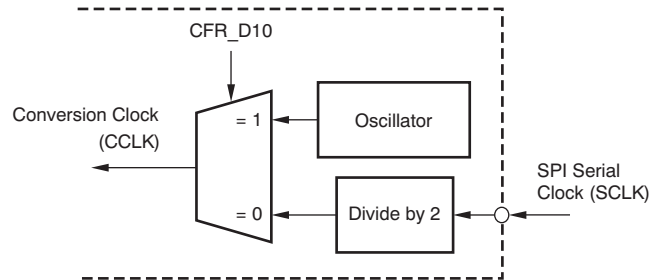 CFR_D10
Conversion Clock
(CCLK)
= 1
Oscillator
SPI Serial
Clock (SCLK)
= 0
Divide by 2